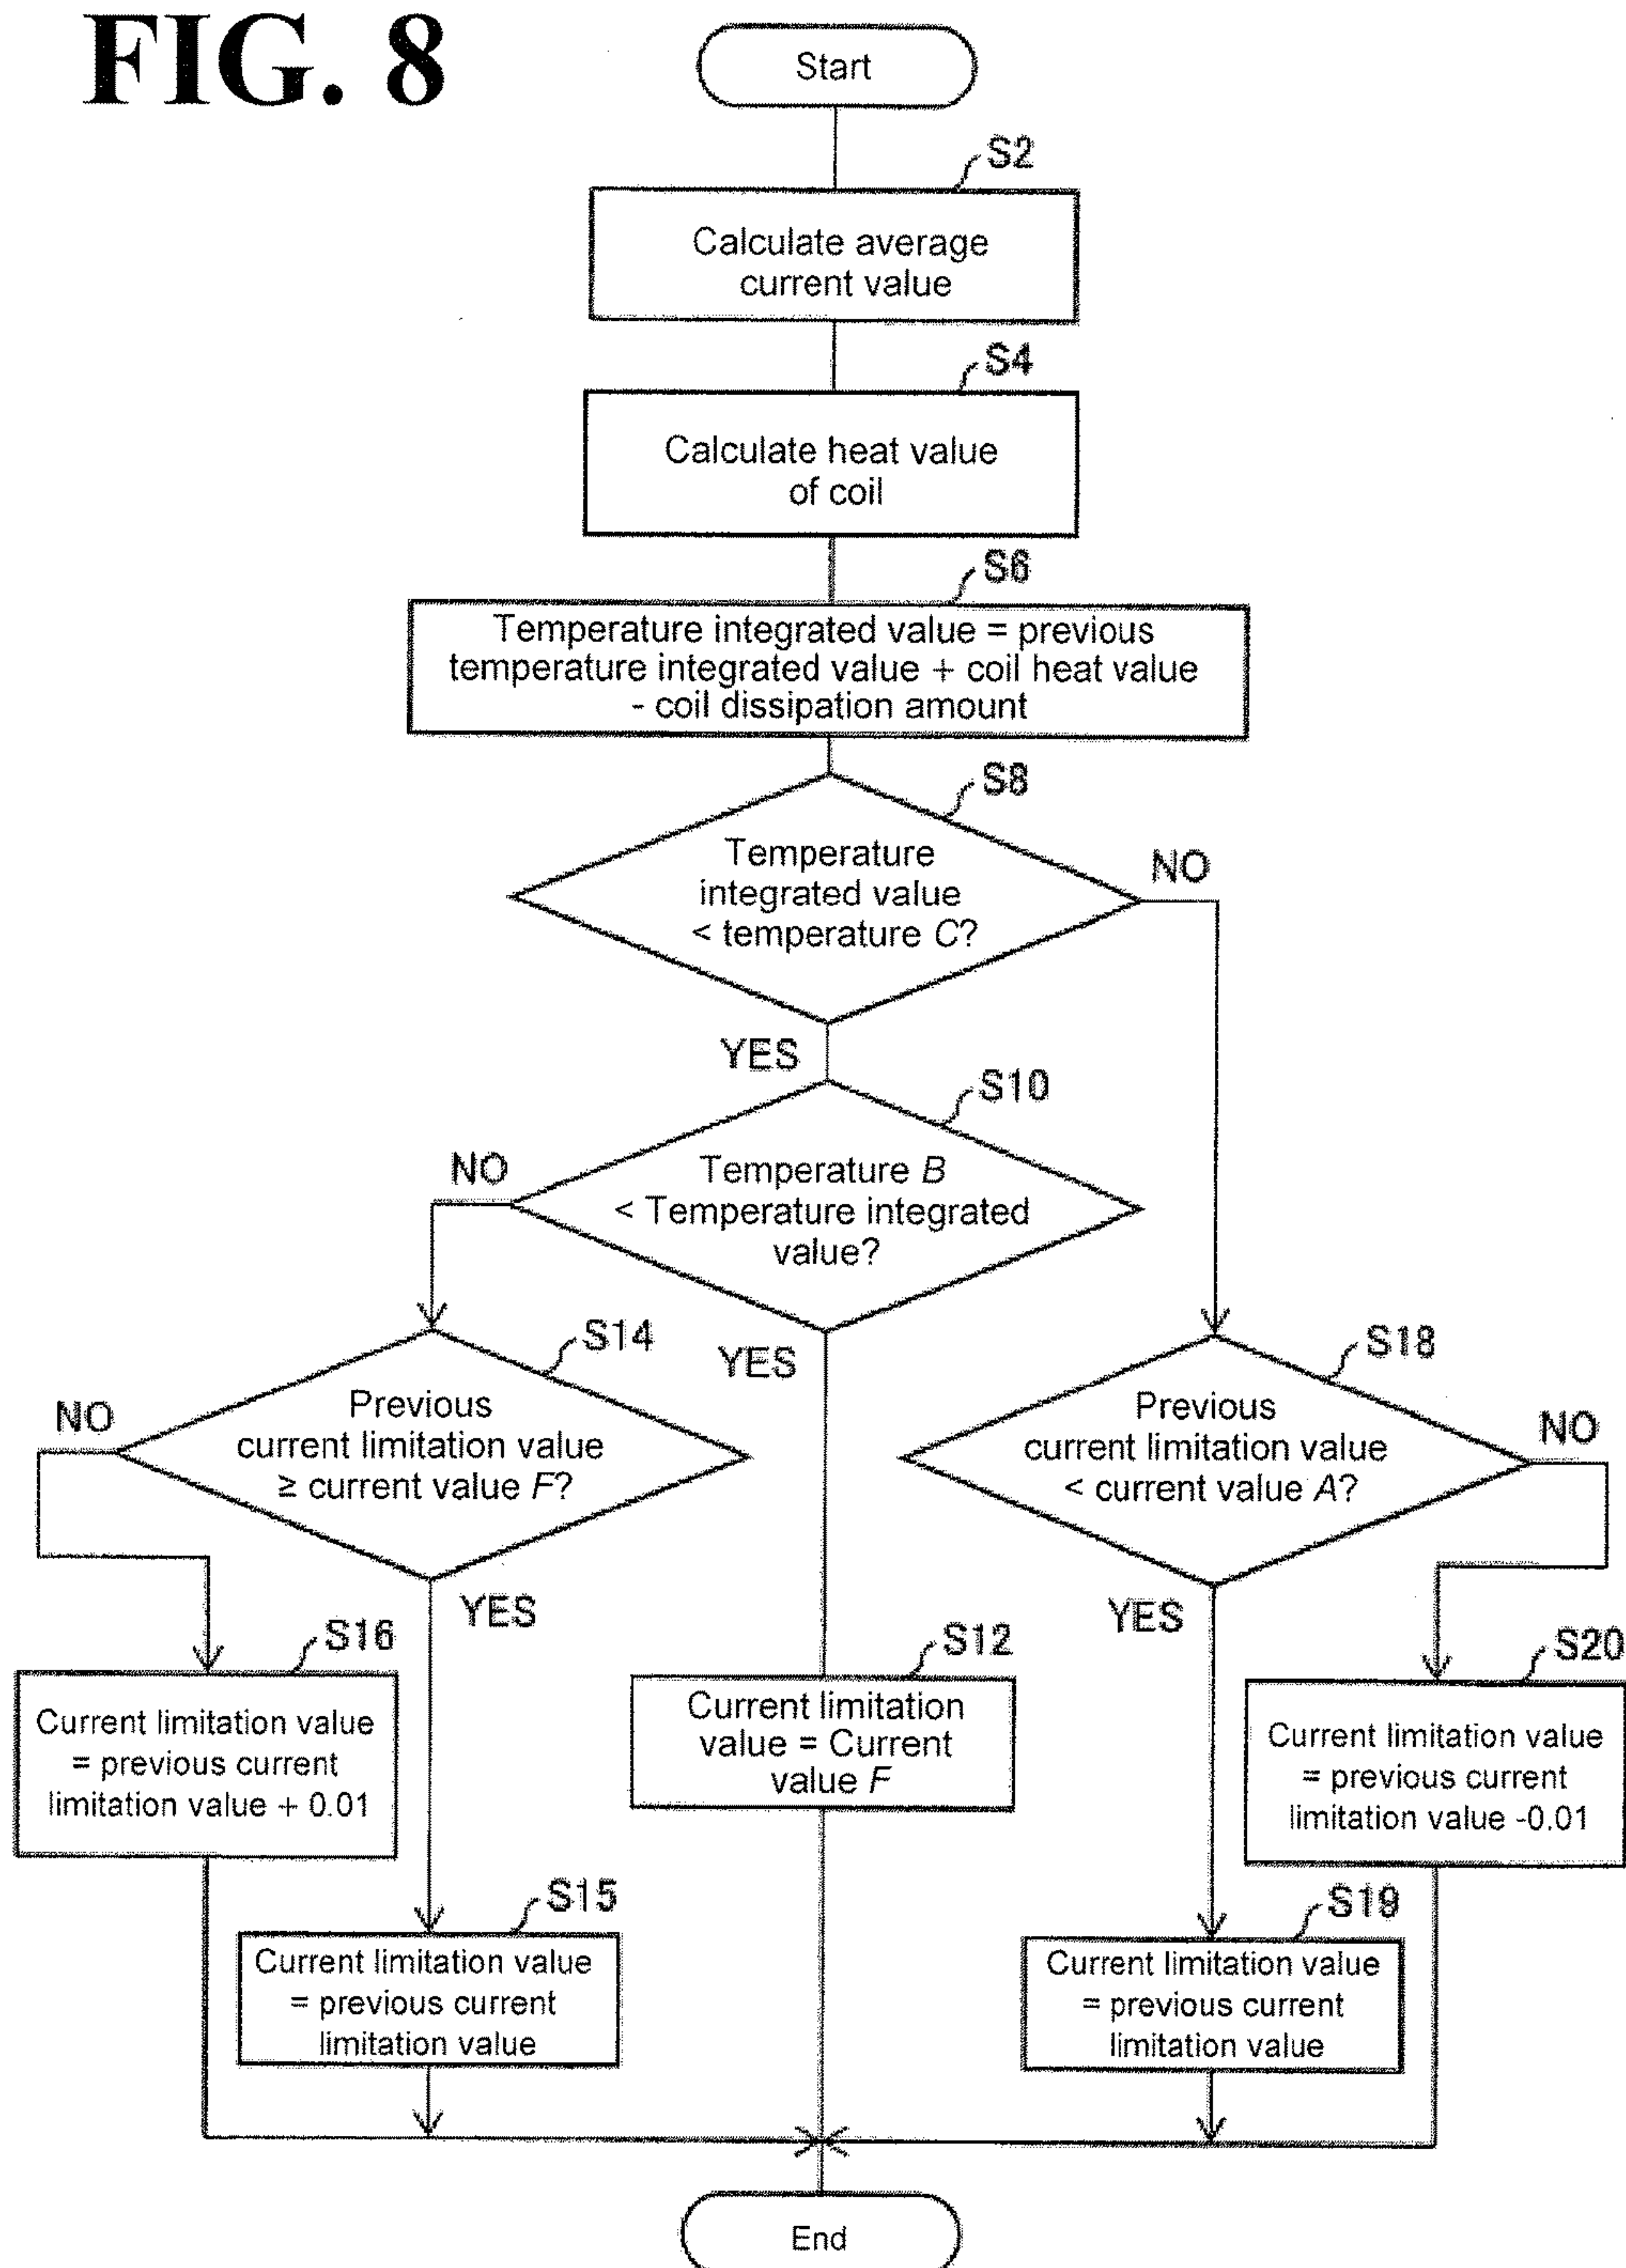 FIG. 8
Start
S2
Calculate average
current value
S4
Calculate heat value
of coil
S6
Temperature integrated value = previous
temperature integrated value + coil heat value
- coil dissipation amount
S8
Temperature
integrated value
< temperature C?
NO
YES
S10
Temperature B
< Temperature integrated
value?
NO
YES
S14
Previous
current limitation value
≥ current value F?
NO
YES
S18
Previous
current limitation value
< current value A?
NO
YES
S16
Current limitation value
= previous current
limitation value + 0.01
S12
Current limitation
value = Current
value F
S20
Current limitation value
= previous current
limitation value -0.01
S15
Current limitation value
= previous current
limitation value
S19
Current limitation value
= previous current
limitation value
End